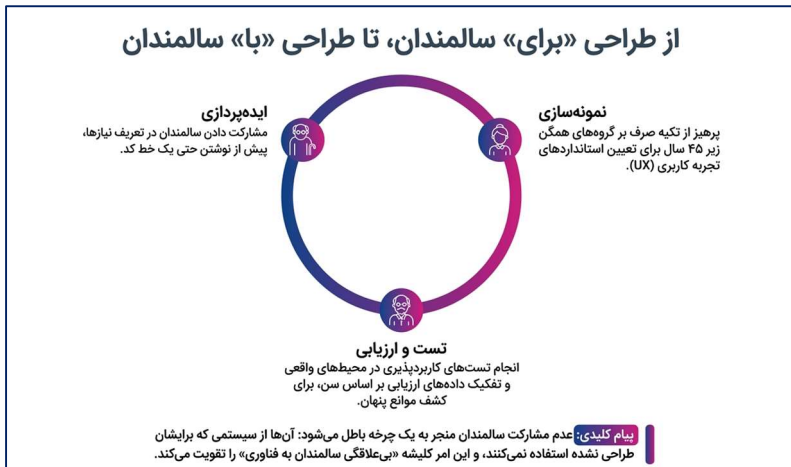 از طراحی «برای» سالمندان، تا طراحی «با» سالمندان
نمونه‌سازی
پرهیز از تکیه صرف بر گروه‌های همگن
زیر ۴۵ سال برای تعیین استانداردهای
تجربه کاربری (UX).
ایده‌پردازی
مشارکت دادن سالمندان در تعریف نیازها،
پیش از نوشتن حتی یک خط کد.
تست و ارزیابی
انجام تست‌های کاربردپذیری در محیط‌های واقعی
و تفکیک داده‌های ارزیابی بر اساس سن، برای
کشف موانع پنهان.
پیام کلیدی: عدم مشارکت سالمندان منجر به یک چرخه باطل می‌شود: آن‌ها از سیستمی که برایشان
طراحی نشده استفاده نمی‌کنند، و این امر کلیشه «بی‌علاقگی سالمندان به فناوری» را تقویت می‌کند.